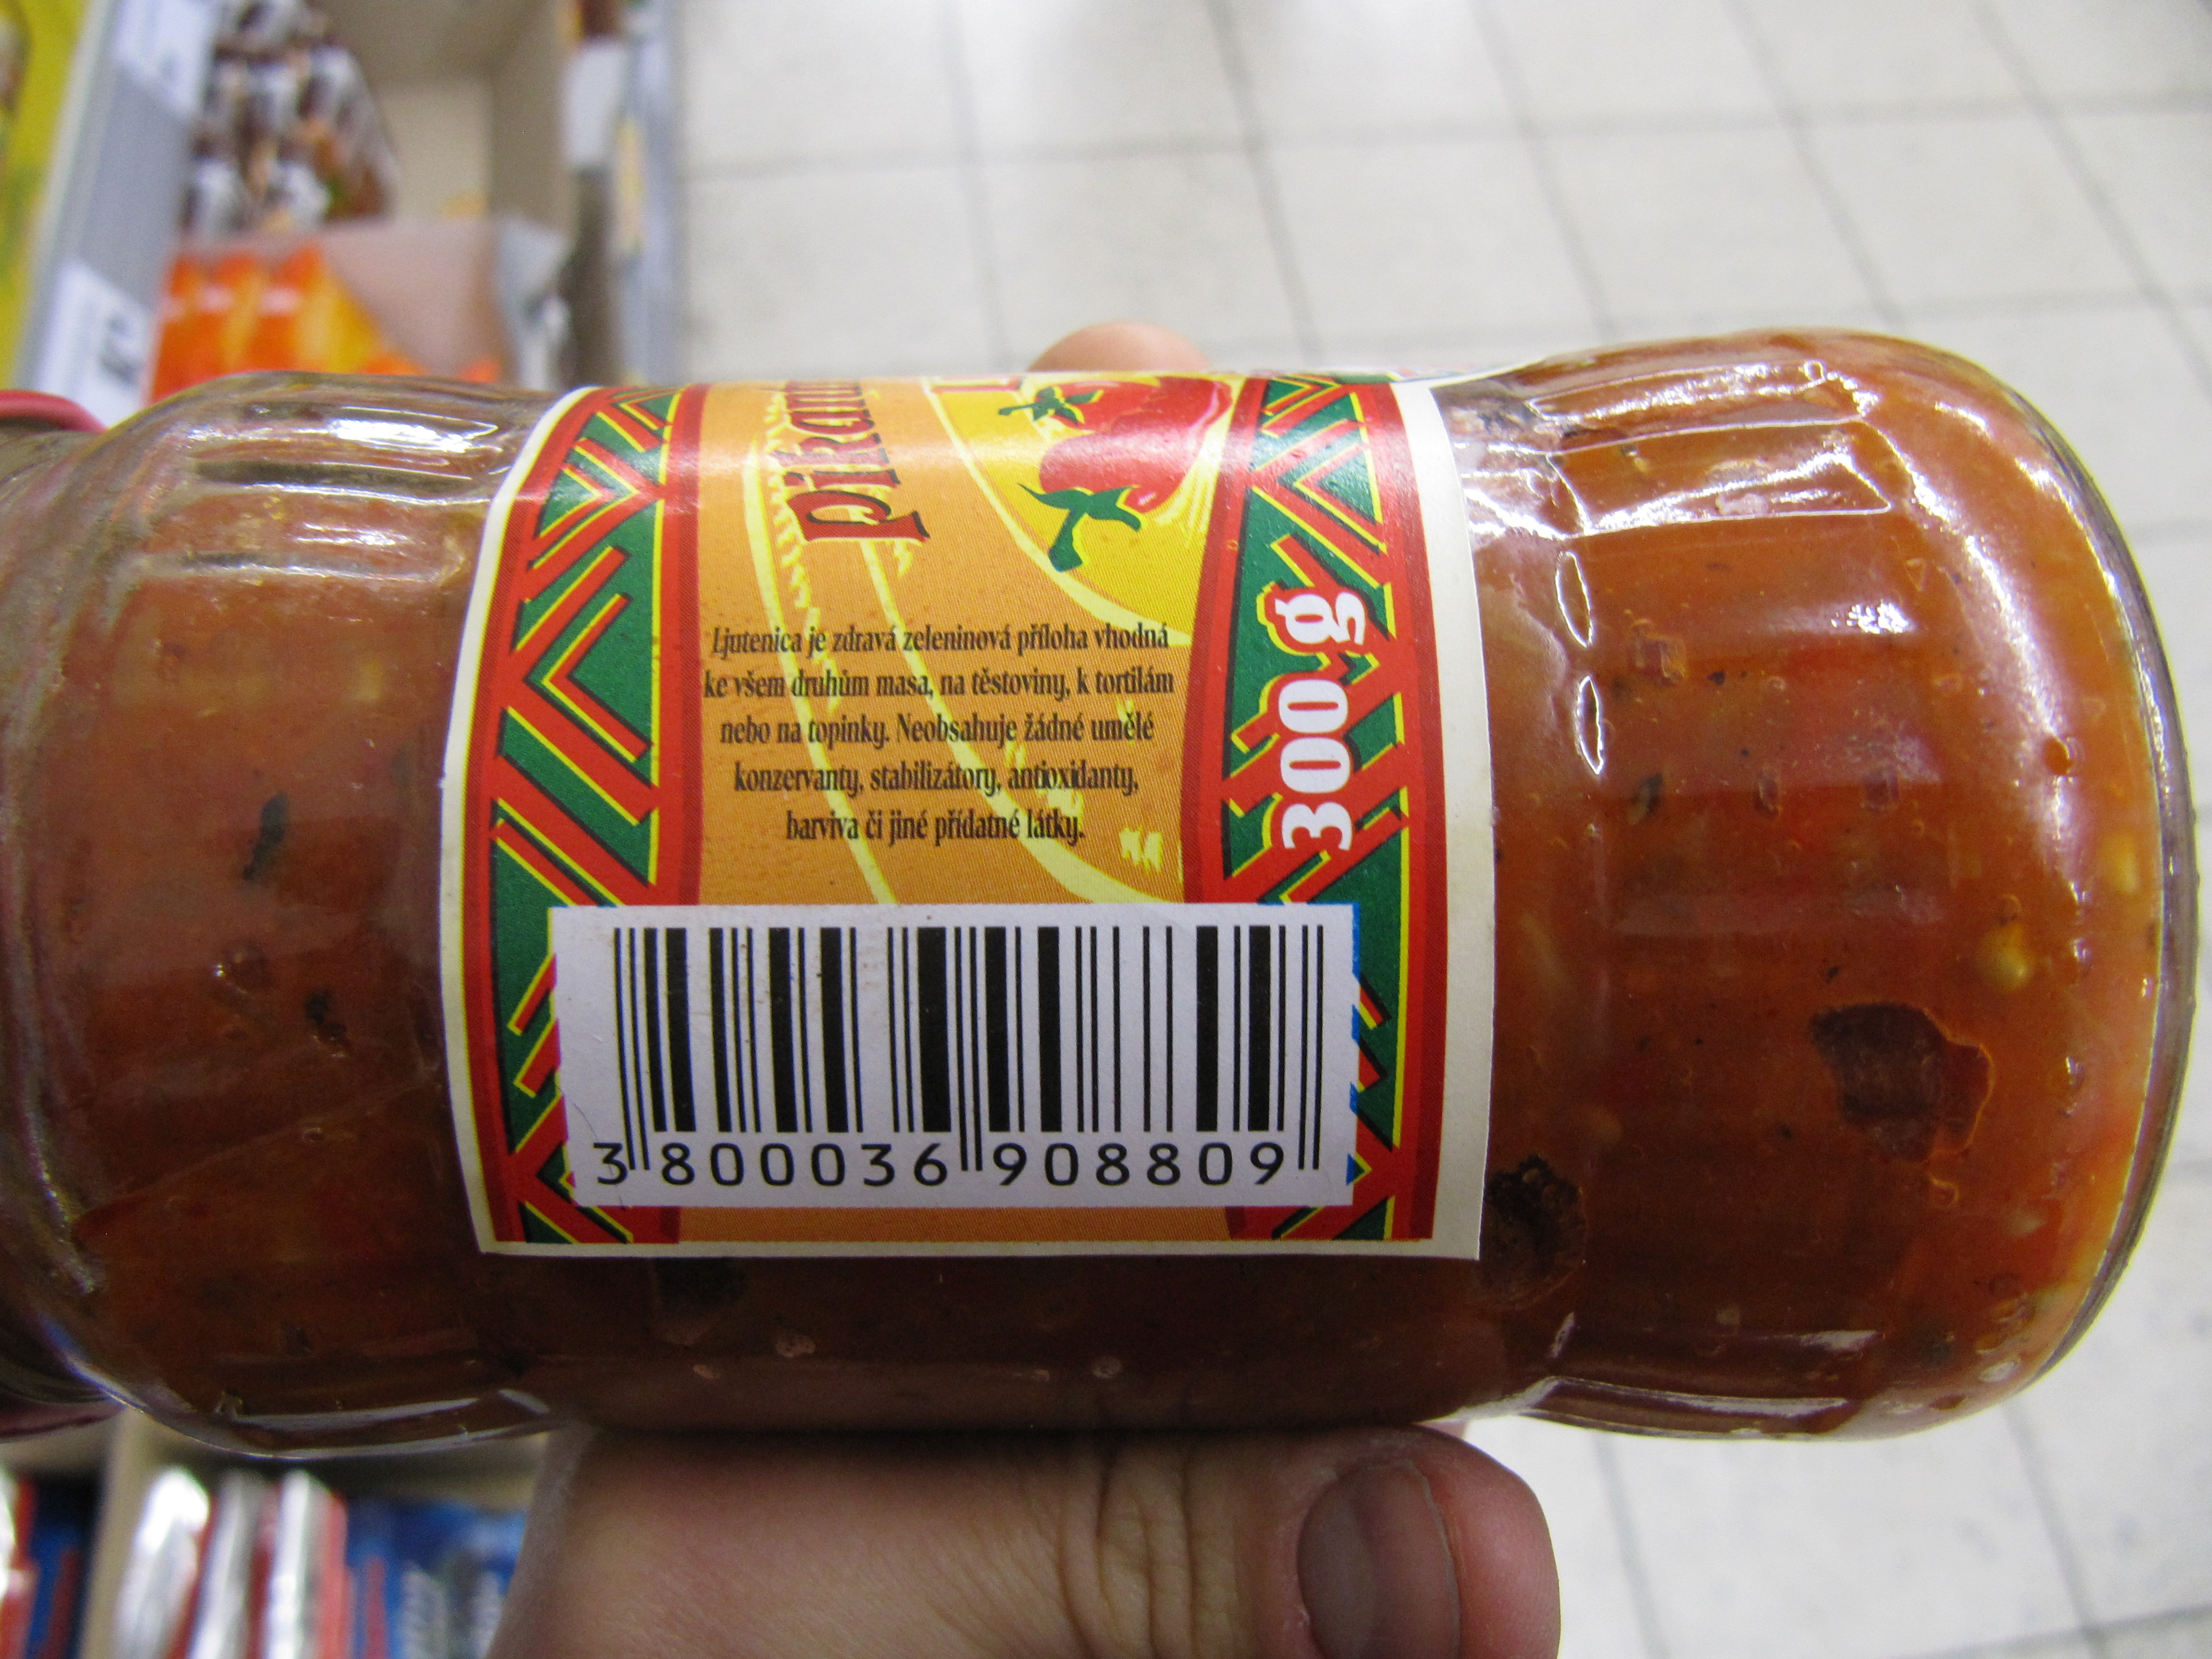 Ljutenica je zdravá zeleninová příloha vhodná
ke všem druhům masa, na těstoviny, k tortilám
nebo na topinky. Neobsahuje žádné umělé
konzervanty, stabilizátory, antioxidanty,
barviva či jiné přídatné látky.
300 g
3 800036 908809